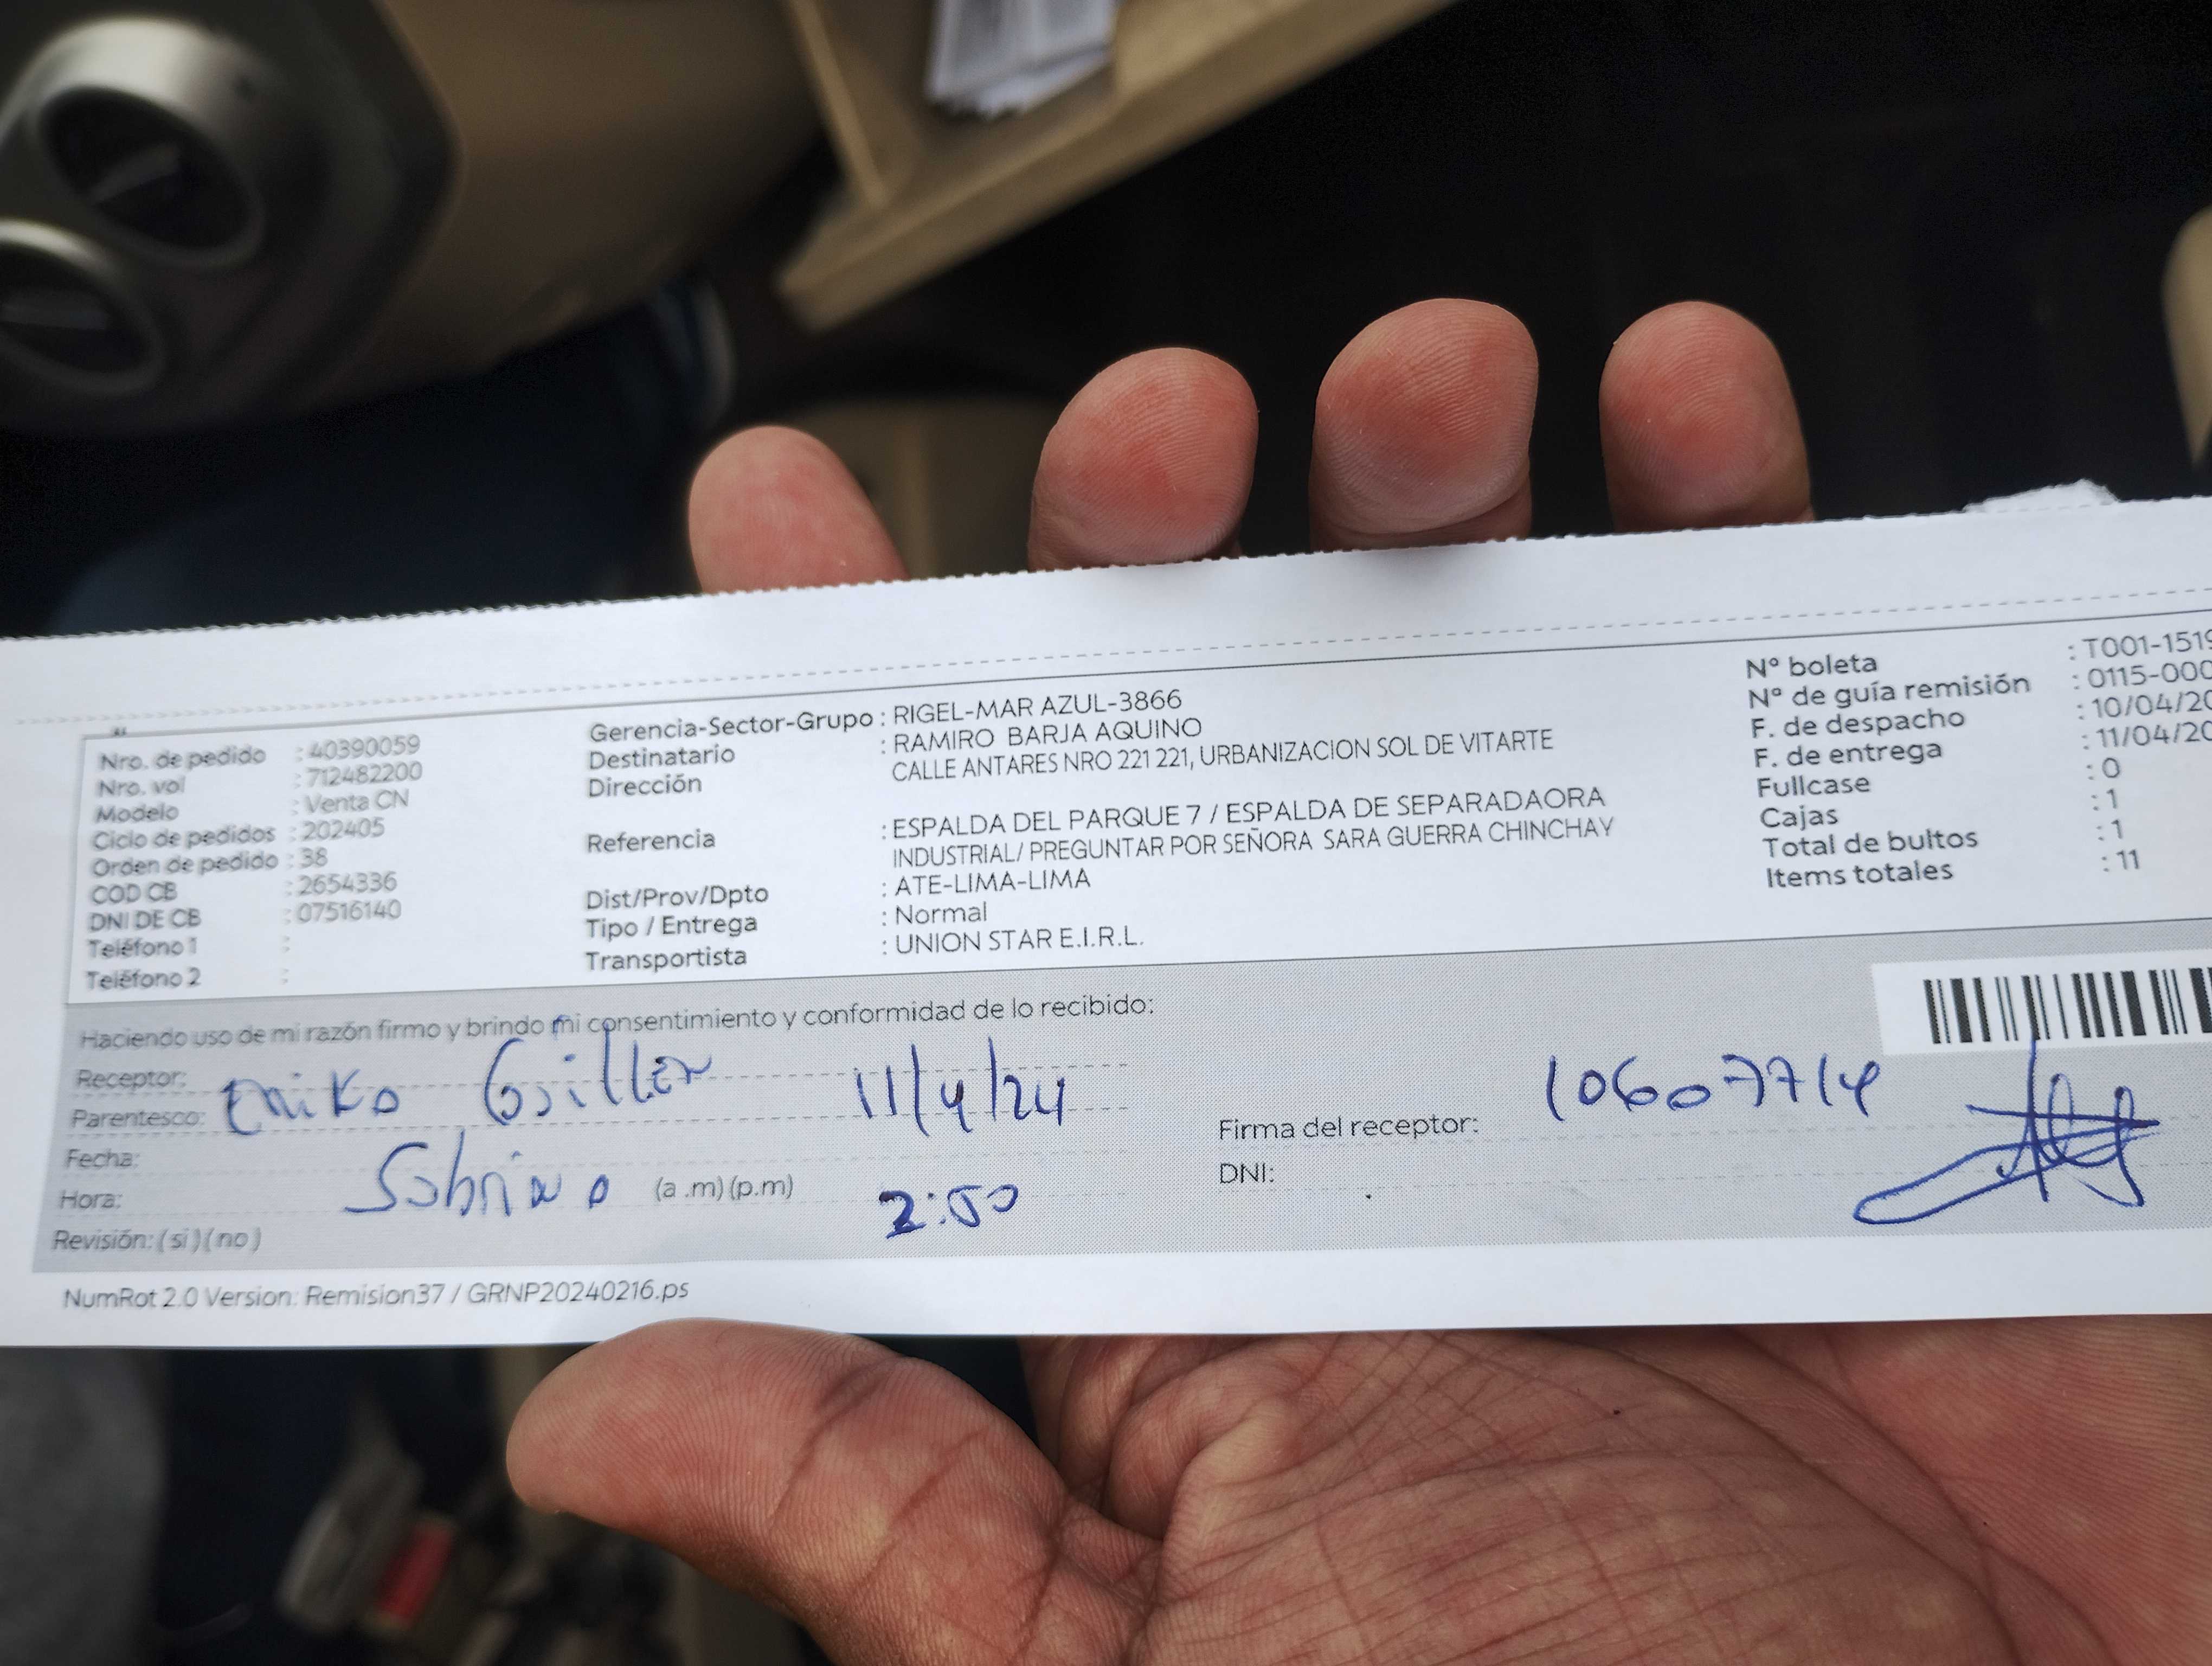 Nro. de pedido : 40390059
Nro. vol : 712482200
Modelo : Venta CN
Ciclo de pedidos : 202405
Orden de pedido : 38
COD CB : 2654336
DNI DE CB : 07516140
Teléfono 1 :
Teléfono 2 :
Gerencia-Sector-Grupo : RIGEL-MAR AZUL-3866
Destinatario : RAMIRO BARJA AQUINO
Dirección CALLE ANTARES NRO 221 221, URBANIZACION SOL DE VITARTE
Referencia : ESPALDA DEL PARQUE 7 / ESPALDA DE SEPARADAORA
INDUSTRIAL/ PREGUNTAR POR SEÑORA SARA GUERRA CHINCHAY
Dist/Prov/Dpto : ATE-LIMA-LIMA
Tipo / Entrega : Normal
Transportista : UNION STAR E.I.R.L.
Nº boleta : T001-1519
Nº de guía remisión : 0115-000
F. de despacho : 10/04/20
F. de entrega : 11/04/20
Fullcase : 0
Cajas : 1
Total de bultos : 1
Items totales : 11
Haciendo uso de mi razón firmo y brindo mi consentimiento y conformidad de lo recibido:
Receptor:
Parentesco: 11/4/24
Fecha:
Sobrino
Hora: (a .m) (p.m) 2:50
Revisión: ( si ) ( no )
Firma del receptor: 10607714
DNI:
NumRot 2.0 Version: Remision37 / GRNP20240216.ps